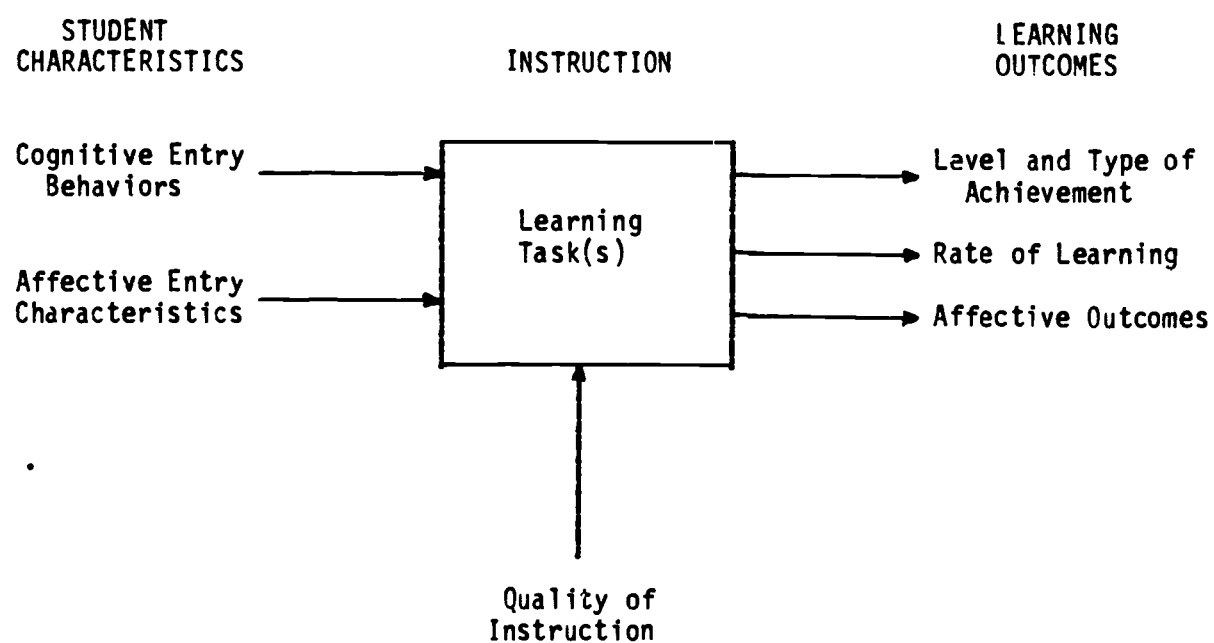 STUDENT
CHARACTERISTICS
INSTRUCTION
LEARNING
OUTCOMES
Cognitive Entry
Behaviors
Affective Entry
Characteristics
Learning
Task(s)
Level and Type of
Achievement
Rate of Learning
Affective Outcomes
Quality of
Instruction